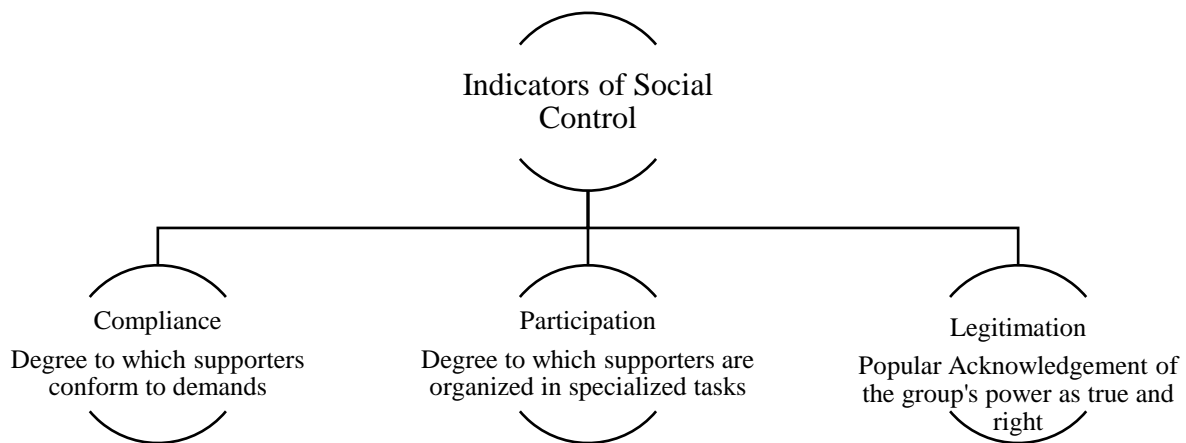 Indicators of Social
Control
Compliance
Degree to which supporters
conform to demands
Participation
Degree to which supporters are
organized in specialized tasks
Legitimation
Popular Acknowledgement of
the group's power as true and
right